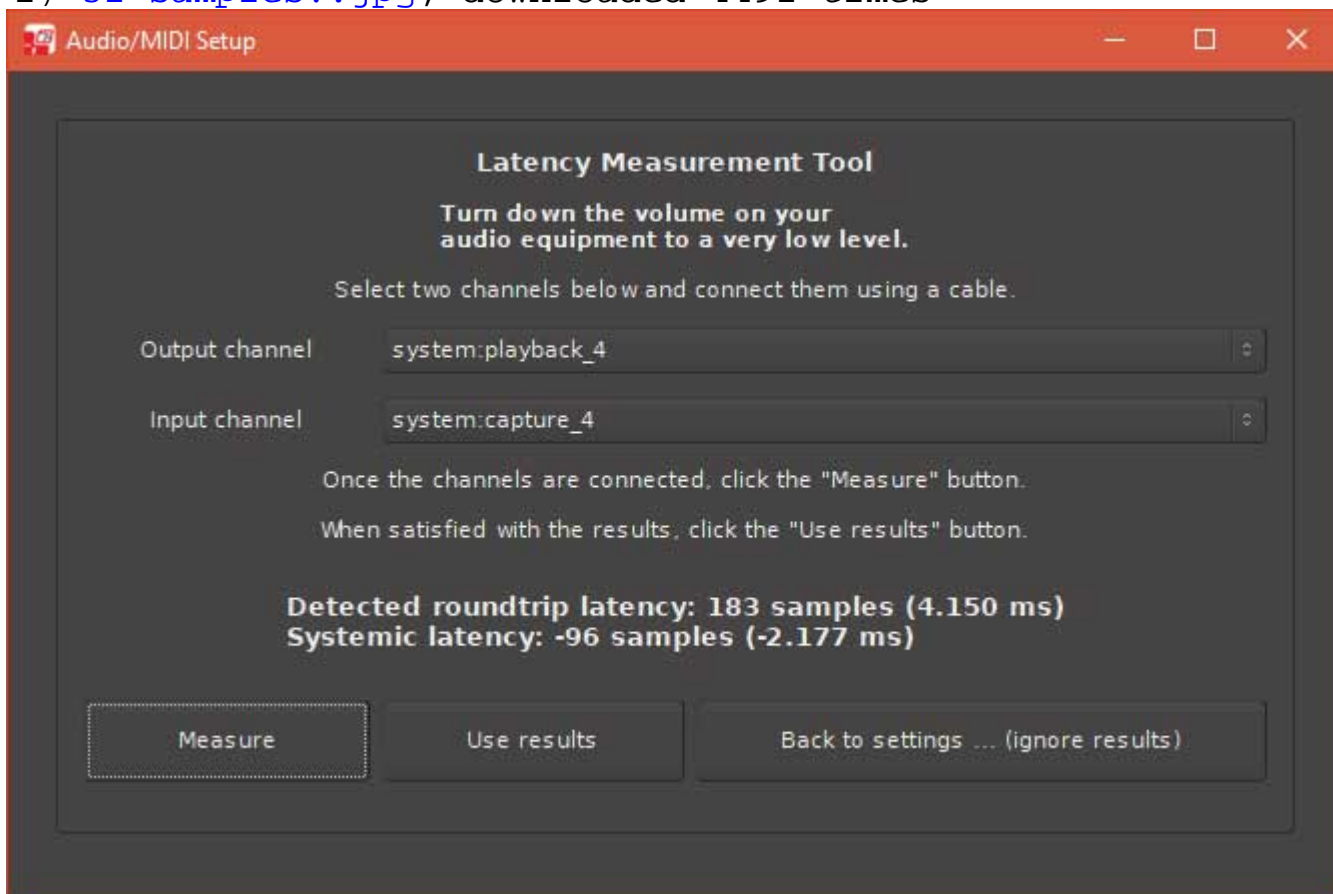 Audio/MIDI Setup
Latency Measurement Tool
Turn down the volume on your
audio equipment to a very low level.
Select two channels below and connect them using a cable.
Output channel system:playback_4
Input channel system:capture_4
Once the channels are connected, click the "Measure" button.
When satisfied with the results, click the "Use results" button.
Detected roundtrip latency: 183 samples (4.150 ms)
Systemic latency: -96 samples (-2.177 ms)
Measure Use results Back to settings ... (ignore results)